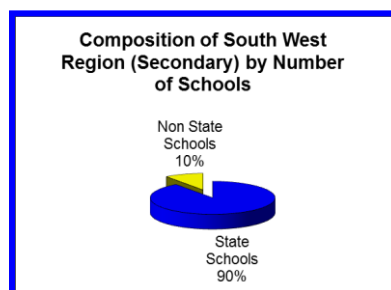 Composition of South West
Region (Secondary) by Number
of Schools
Non State
Schools
10%
State
Schools
90%